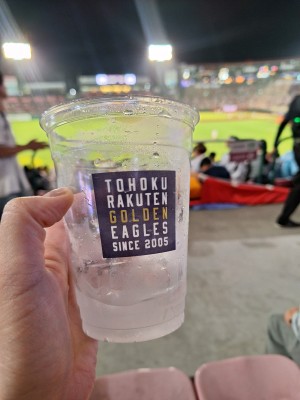 TOHOKU
RAKUTEN
GOLDEN
EAGLES
SINCE 2005